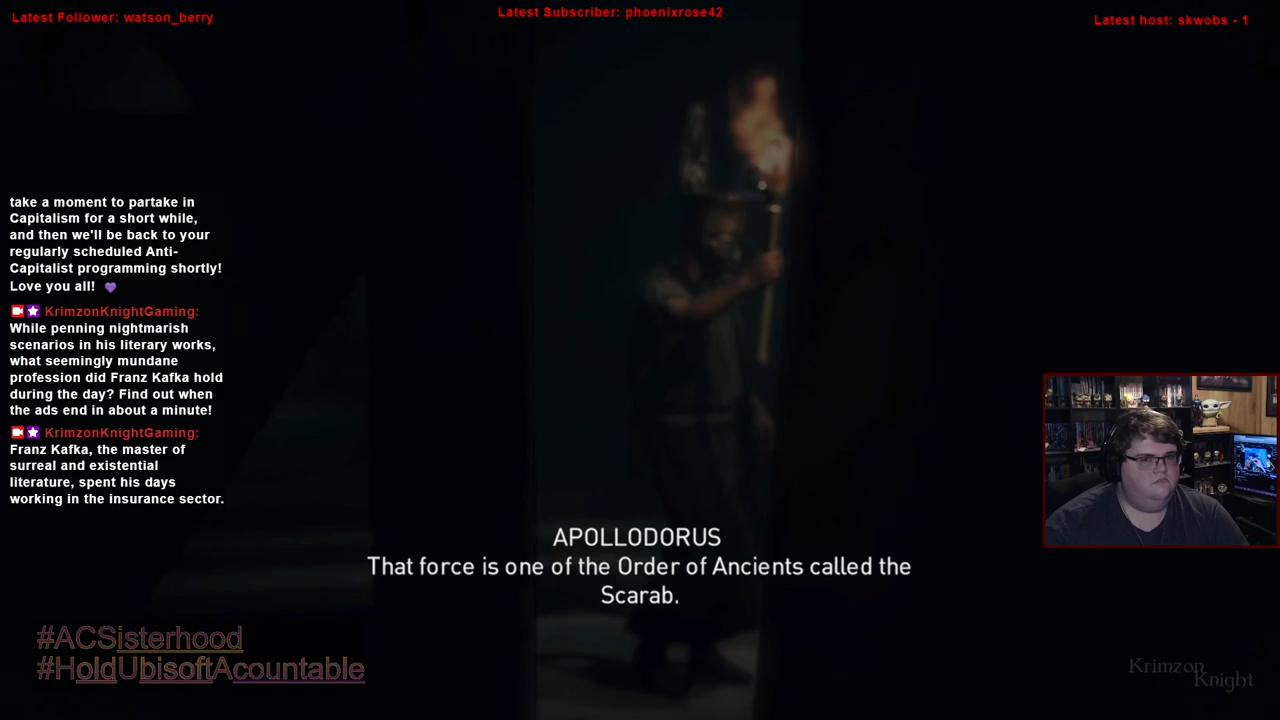 Latest Follower: watson_berry
Latest Subscriber: phoenixrose42
Latest host: skwobs - 1
take a moment to partake in
Capitalism for a short while,
and then we'll be back to your
regularly scheduled Anti-
Capitalist programming shortly!
Love you all!
KrimzonKnightGaming:
While penning nightmarish
scenarios in his literary works,
what seemingly mundane
profession did Franz Kafka hold
during the day? Find out when
the ads end in about a minute!
KrimzonKnightGaming:
Franz Kafka, the master of
surreal and existential
literature, spent his days
working in the insurance sector.
APOLLODORUS
That force is one of the Order of Ancients called the
Scarab.
#ACSisterhood
#HoldUbisoftAcountable
Krimzon
Knight